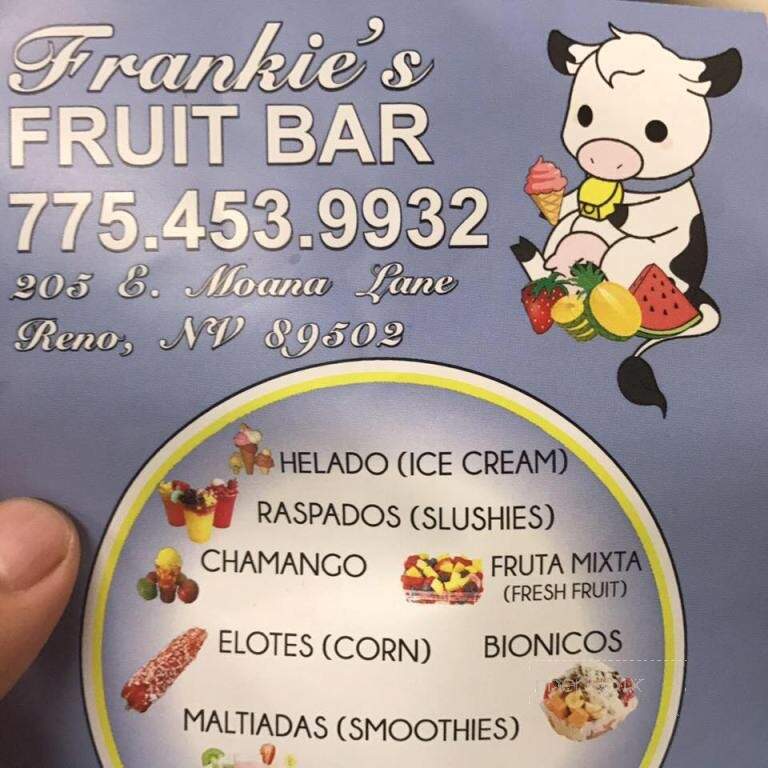 Frankie's
FRUIT BAR
775.453.9932
205 E. Moana Lane
Reno, NV 89502
HELADO (ICE CREAM)
RASPADOS (SLUSHIES)
CHAMANGO
FRUTA MIXTA
(FRESH FRUIT)
ELOTES (CORN)
BIONICOS
MALTIADAS (SMOOTHIES)